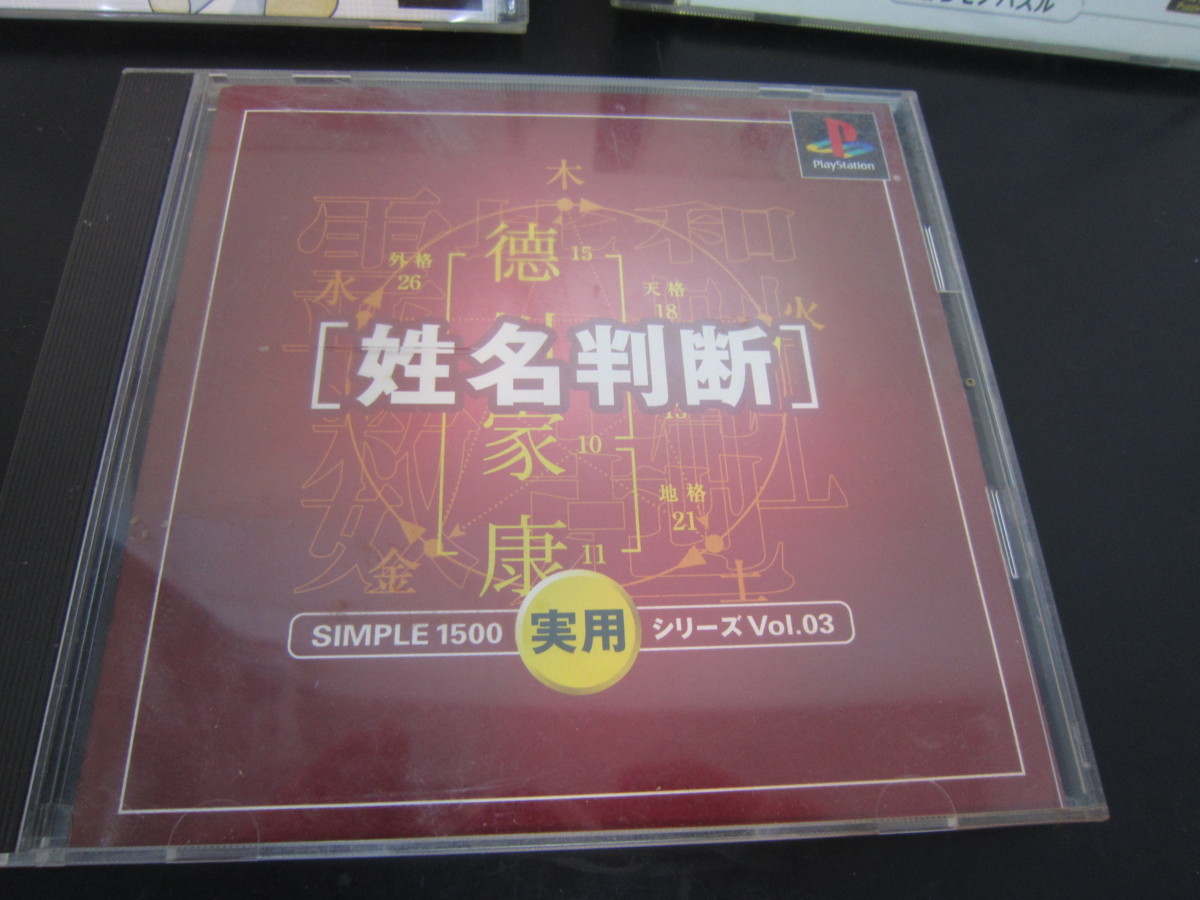 PlayStation
木
徳
15
外格
26
天格
18
火
[姓名判断]
家
10
地格
21
金
康
11
土
SIMPLE 1500 実用 シリーズ Vol.03